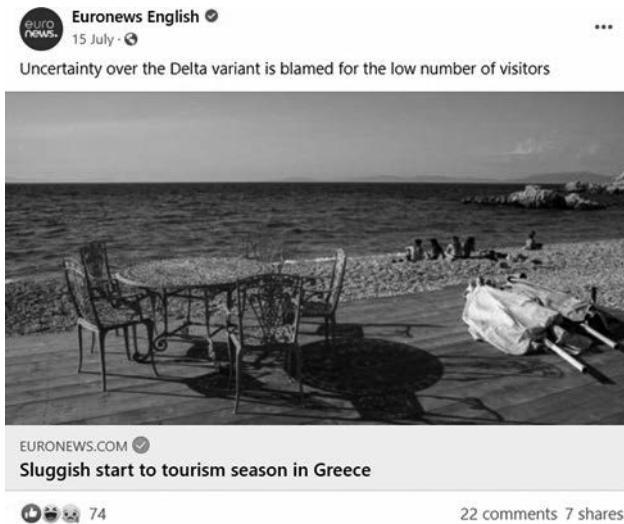 euro
news.
Euronews English
15 July ·
Uncertainty over the Delta variant is blamed for the low number of visitors
EURONEWS.COM
Sluggish start to tourism season in Greece
74
22 comments 7 shares